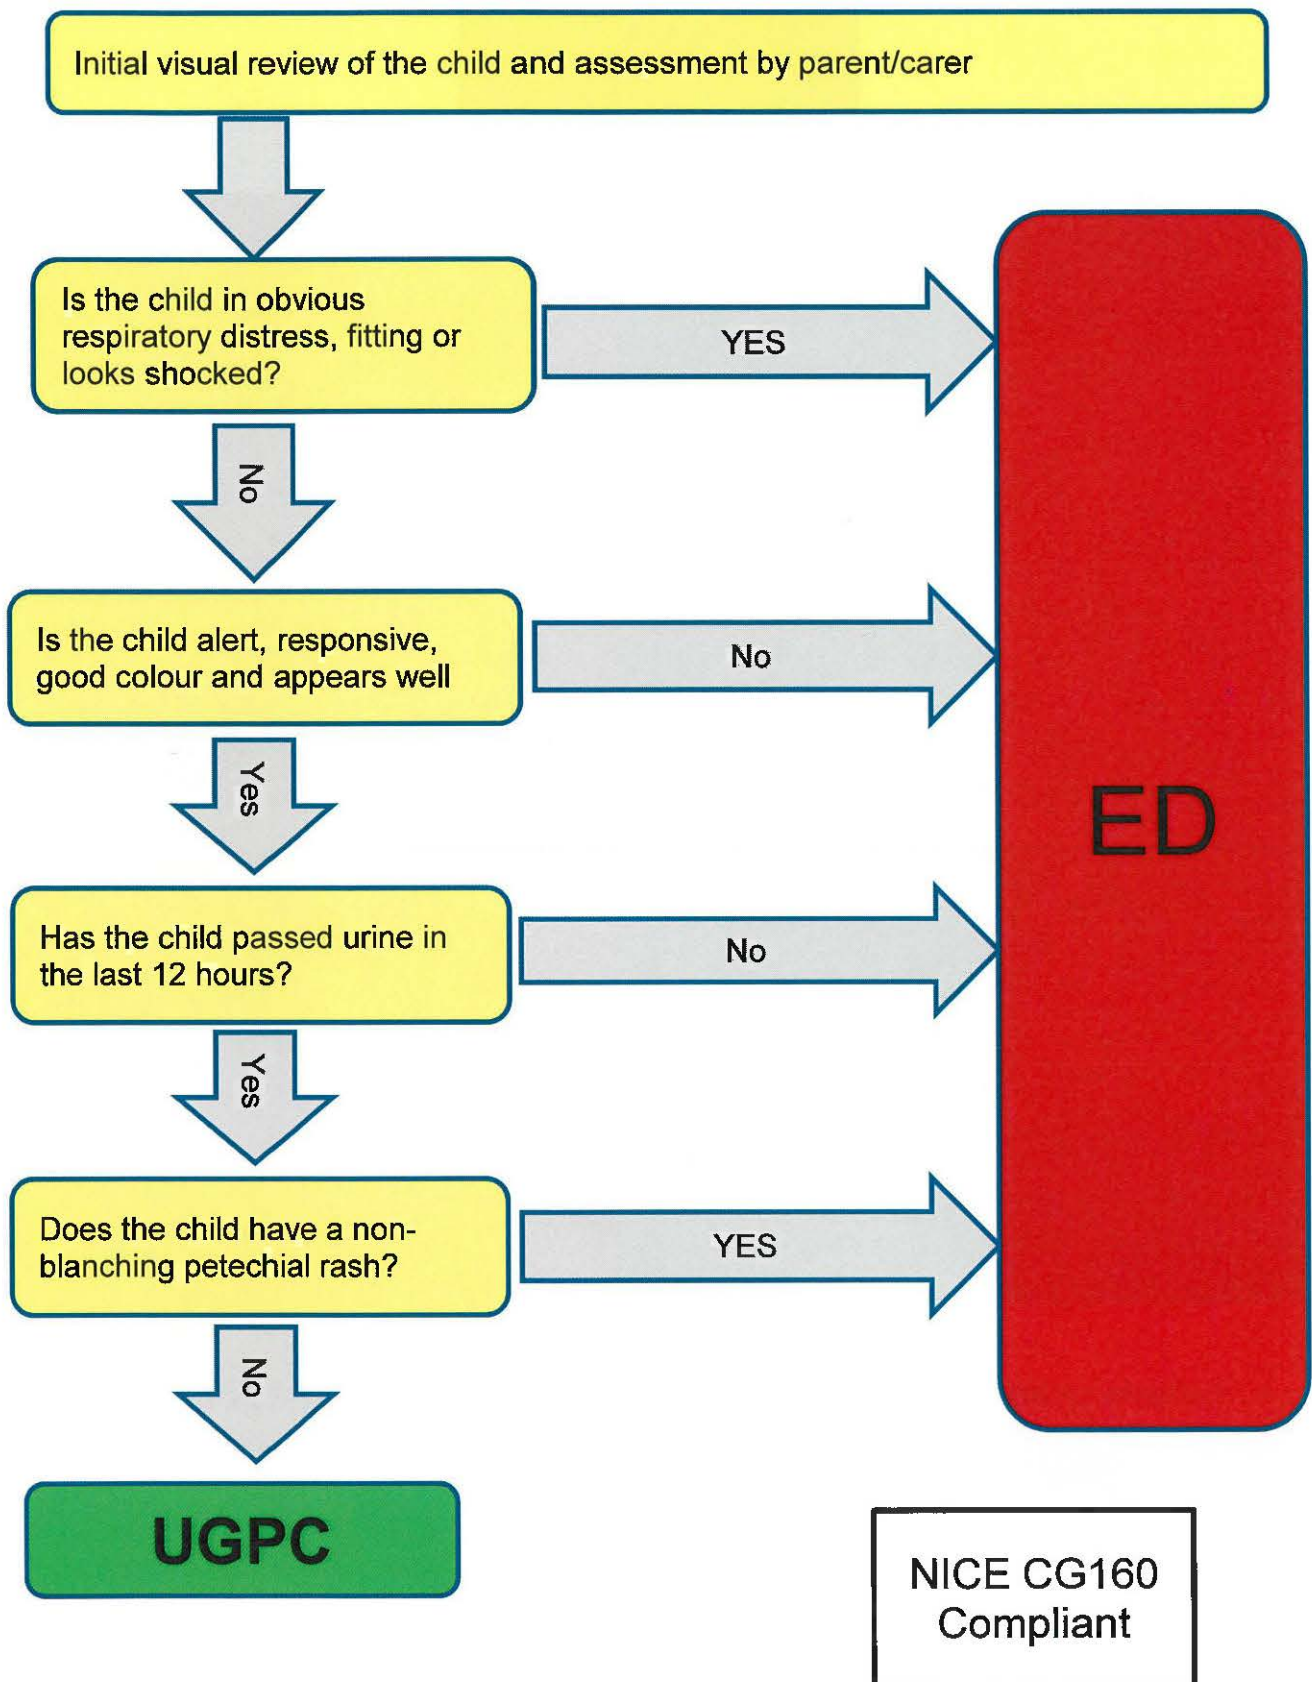 Initial visual review of the child and assessment by parent/carer
Is the child in obvious
respiratory distress, fitting or
looks shocked?
YES
No
Is the child alert, responsive,
good colour and appears well
No
Yes
ED
Has the child passed urine in
the last 12 hours?
No
Yes
Does the child have a non-
blanching petechial rash?
YES
No
UGPC
NICE CG160
Compliant